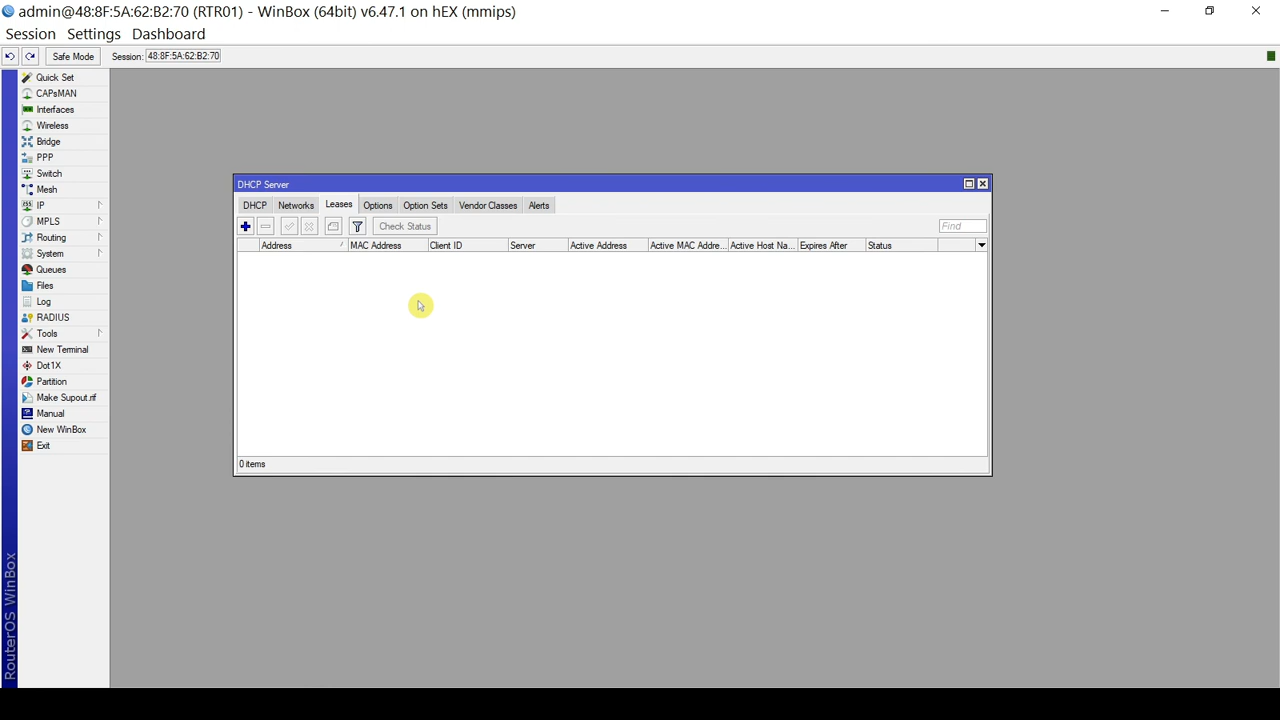 admin@48:8F:5A:62:B2:70 (RTR01) - WinBox (64bit) v6.47.1 on hEX (mmips)
Session Settings Dashboard
Safe Mode Session: 48:8F:5A:62:B2:70
Quick Set
CAPsMAN
Interfaces
Wireless
Bridge
PPP
Switch
Mesh
IP
MPLS
Routing
System
Queues
Files
Log
RADIUS
Tools
New Terminal
Dot1X
Partition
Make Supout.rif
Manual
New WinBox
Exit
RouterOS WinBox
DHCP Server
DHCP Networks Leases Options Option Sets Vendor Classes Alerts
Check Status Find
Address MAC Address Client ID Server Active Address Active MAC Addre... Active Host Na... Expires After Status
0 items